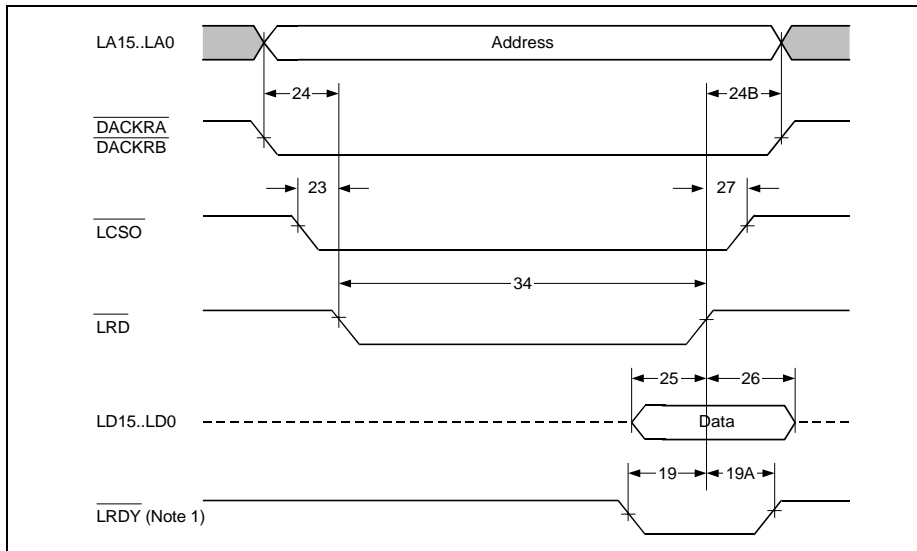 LA15..LA0
Address
24
24B
DACKRA
DACKRB
23
27
LCSO
34
LRD
25
26
LD15..LD0
Data
19
19A
LRDY (Note 1)